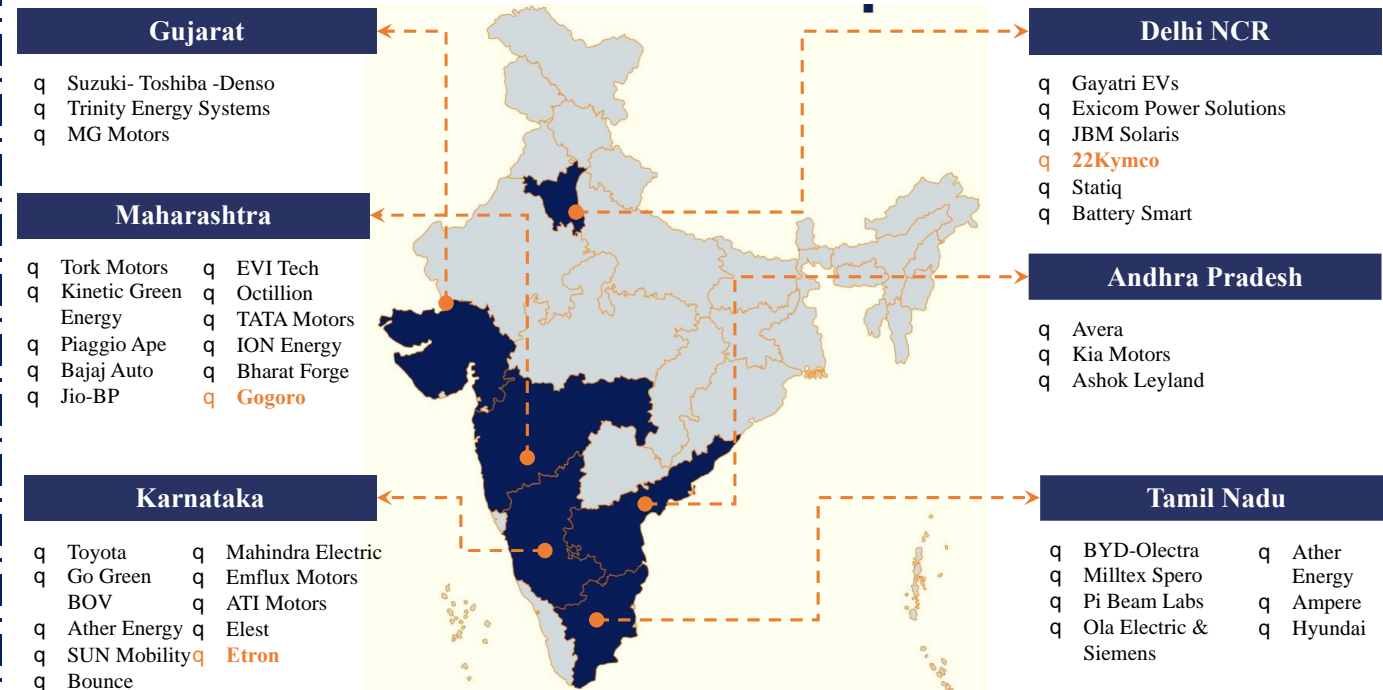 Gujarat
q Suzuki- Toshiba -Denso
q Trinity Energy Systems
q MG Motors
Maharashtra
q Tork Motors
q Kinetic Green
Energy
q Piaggio Ape
q Bajaj Auto
q Jio-BP
q EVI Tech
q Octillion
q TATA Motors
q ION Energy
q Bharat Forge
q Gogoro
Karnataka
q Toyota
q Go Green
BOV
q Ather Energy
q SUN Mobility
q Bounce
q Mahindra Electric
q Emflux Motors
q ATI Motors
q Elest
q Etron
Delhi NCR
q Gayatri EVs
q Exicom Power Solutions
q JBM Solaris
q 22Kymco
q Statiq
q Battery Smart
Andhra Pradesh
q Avera
q Kia Motors
q Ashok Leyland
Tamil Nadu
q BYD-Olectra
q Milltex Spero
q Pi Beam Labs
q Ola Electric &
Siemens
q Ather
Energy
q Ampere
q Hyundai